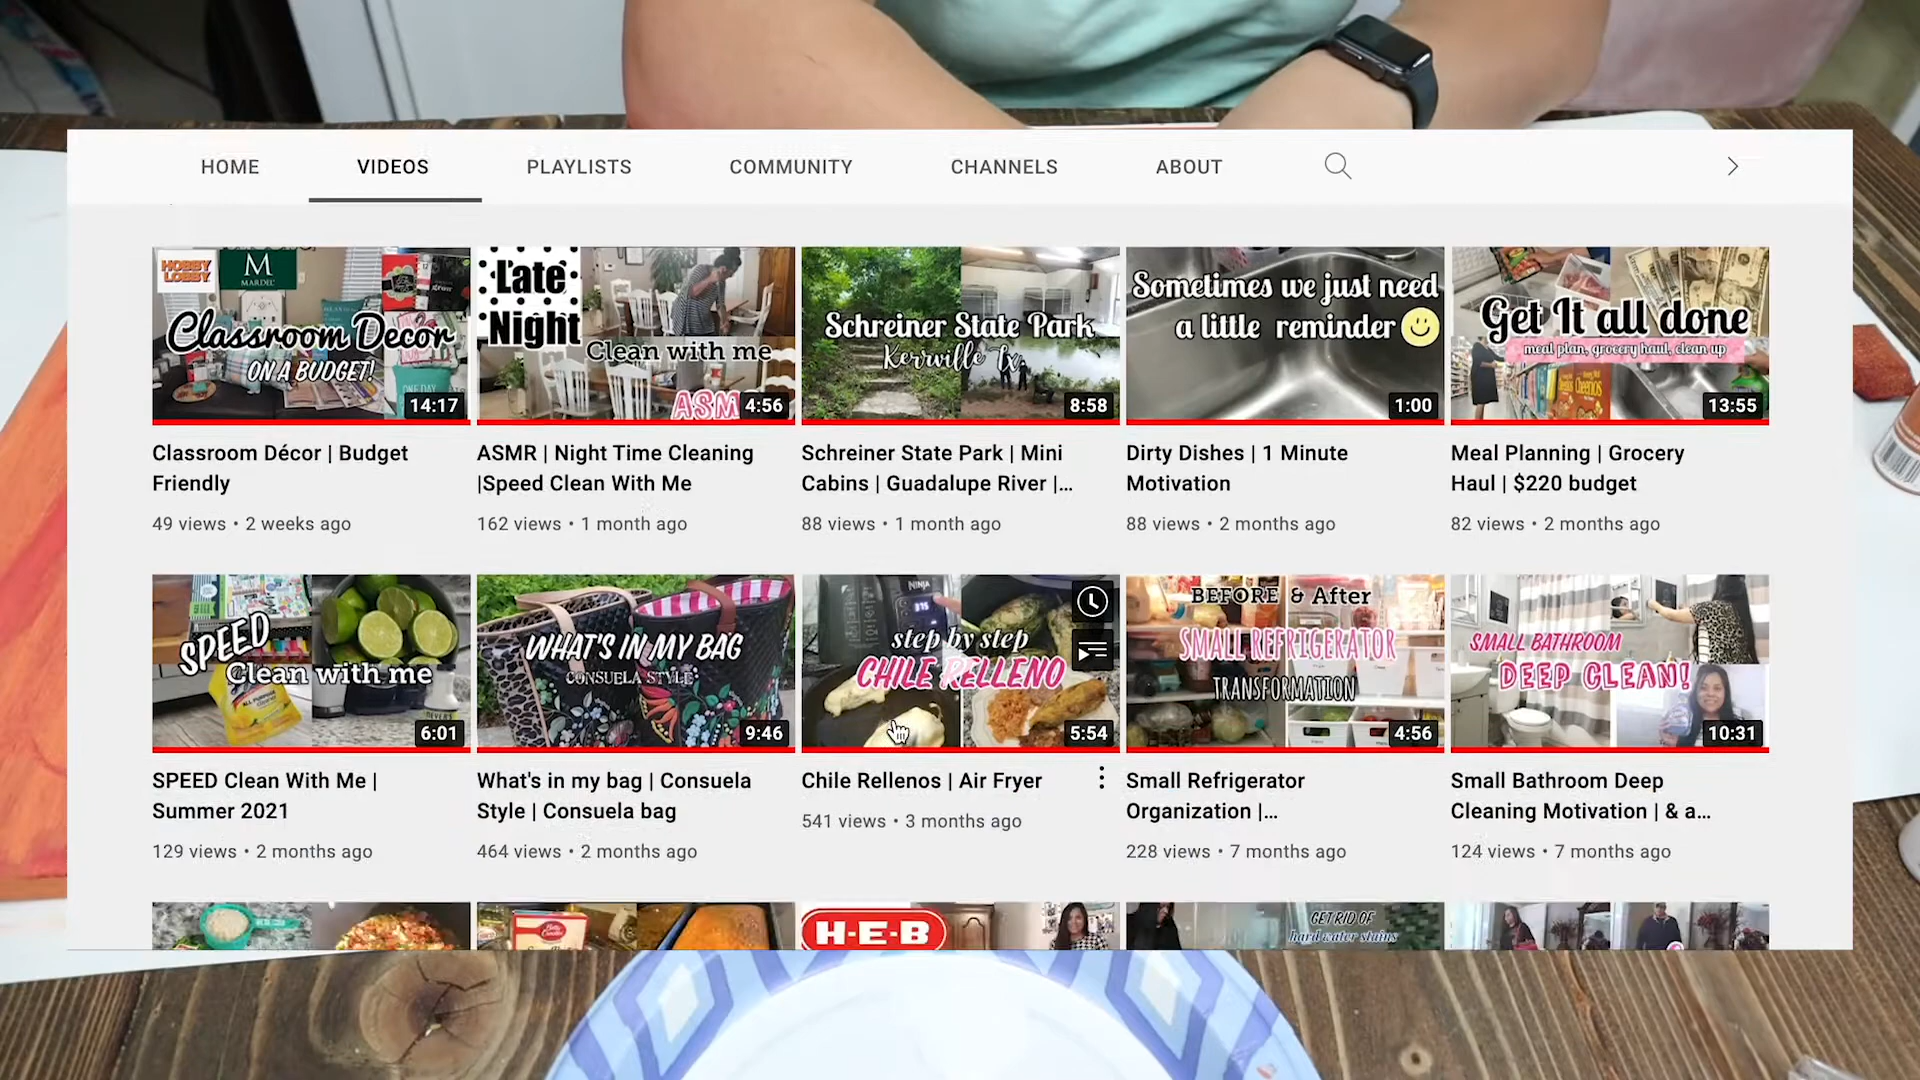 HOME VIDEOS PLAYLISTS COMMUNITY CHANNELS ABOUT
HOBBY
LOBBY
M
MARDEL
Classroom Decor
ON A BUDGET!
14:17
Late
Night
Clean with me
ASM
4:56
Schreiner State Park
Kerrville tx
8:58
Sometimes we just need
a little reminder
1:00
Get It all done
meal plan, grocery haul, clean up
Cheerios
13:55
Classroom Décor | Budget
Friendly
49 views • 2 weeks ago
ASMR | Night Time Cleaning
|Speed Clean With Me
162 views • 1 month ago
Schreiner State Park | Mini
Cabins | Guadalupe River |...
88 views • 1 month ago
Dirty Dishes | 1 Minute
Motivation
88 views • 2 months ago
Meal Planning | Grocery
Haul | $220 budget
82 views • 2 months ago
SPEED
Clean with me
6:01
WHAT'S IN MY BAG
CONSUELA STYLE
9:46
NINJA
375
step by step
CHILE RELLENO
5:54
BEFORE & After
SMALL REFRIGERATOR
TRANSFORMATION
4:56
SMALL BATHROOM
DEEP CLEAN!
10:31
SPEED Clean With Me |
Summer 2021
129 views • 2 months ago
What's in my bag | Consuela
Style | Consuela bag
464 views • 2 months ago
Chile Rellenos | Air Fryer
541 views • 3 months ago
Small Refrigerator
Organization |...
228 views • 7 months ago
Small Bathroom Deep
Cleaning Motivation | & a...
124 views • 7 months ago
Betty
Crocker
H-E-B
GET RID OF
hard water stains